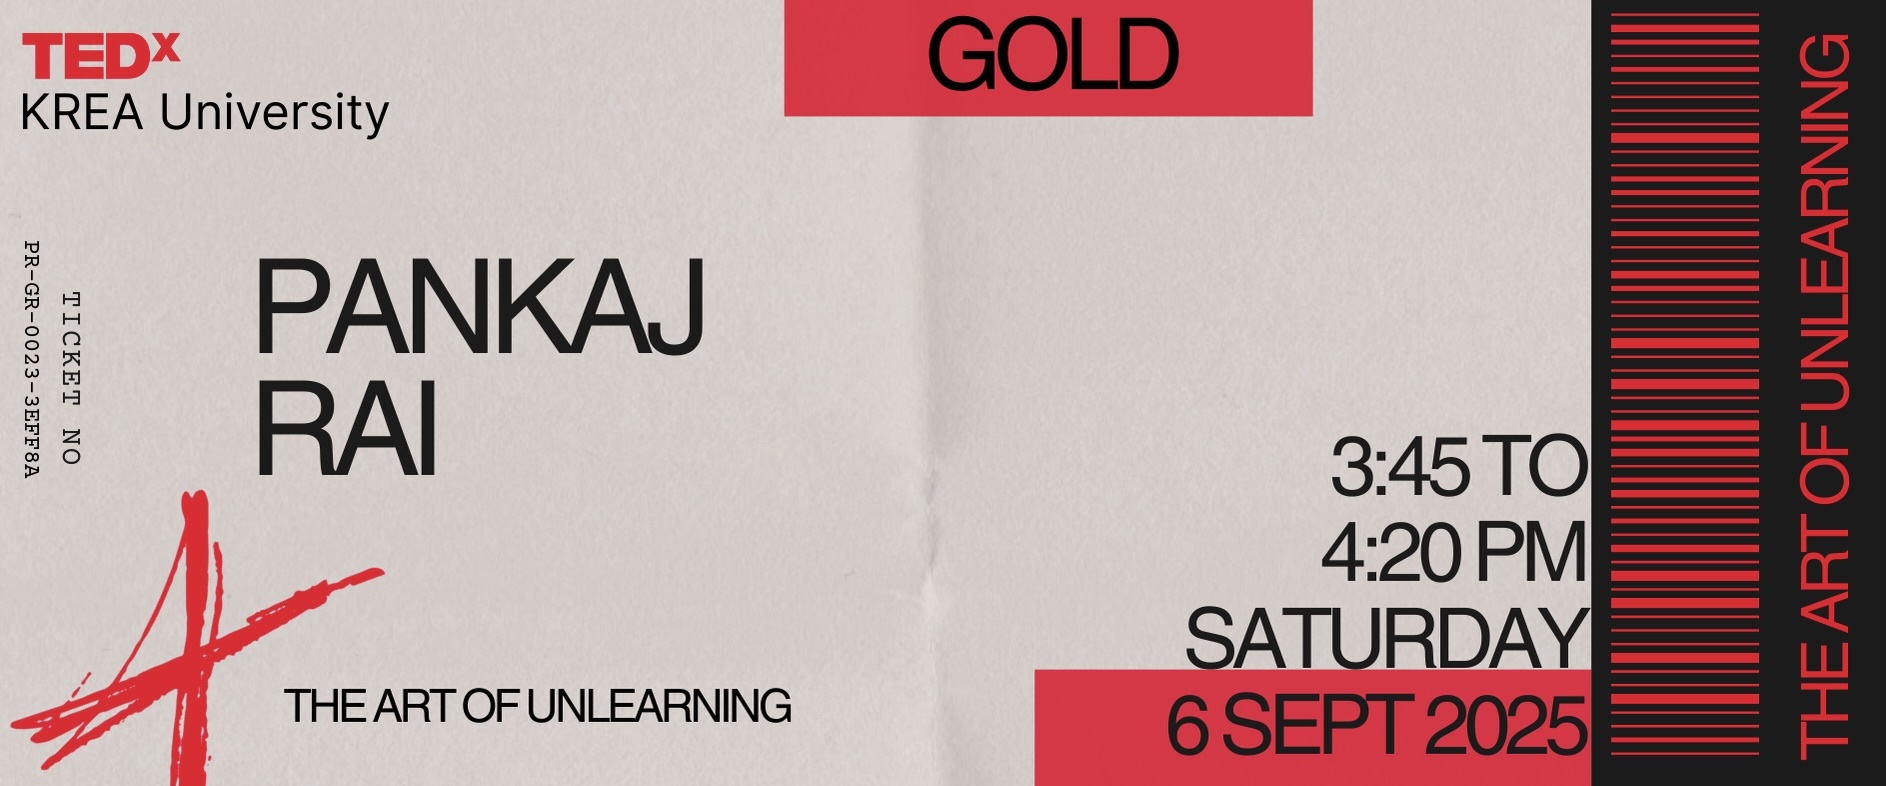 TEDX
KREA University
GOLD
PR-GR-0023-3EFF8A
TICKET NO
PANKAJ
RAI
THE ART OF UNLEARNING
3:45 TO
4:20 PM
SATURDAY
6 SEPT 2025
THE ART OF UNLEARNING